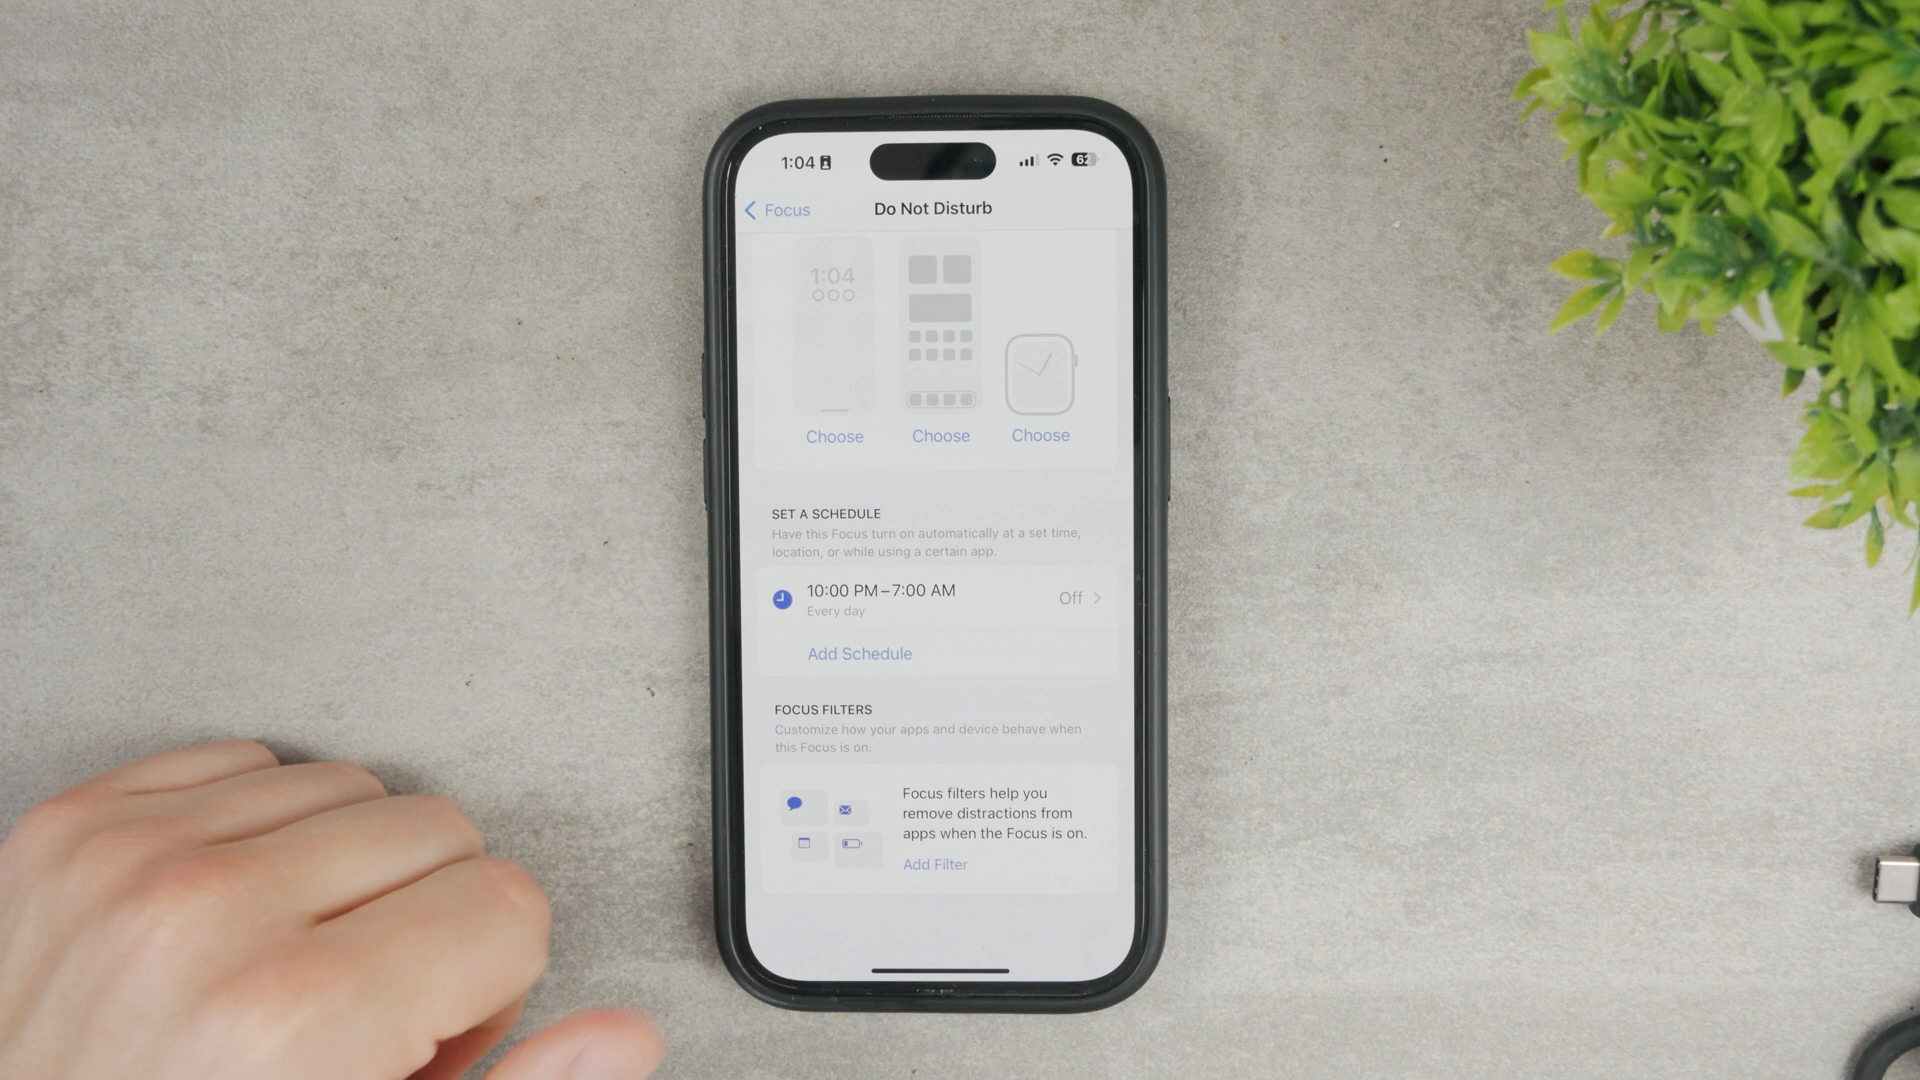 1:04
62
Focus
Do Not Disturb
1:04
Choose
Choose
Choose
SET A SCHEDULE
Have this Focus turn on automatically at a set time,
location, or while using a certain app.
10:00 PM – 7:00 AM
Off
Every day
Add Schedule
FOCUS FILTERS
Customize how your apps and device behave when
this Focus is on.
Focus filters help you
remove distractions from
apps when the Focus is on.
Add Filter